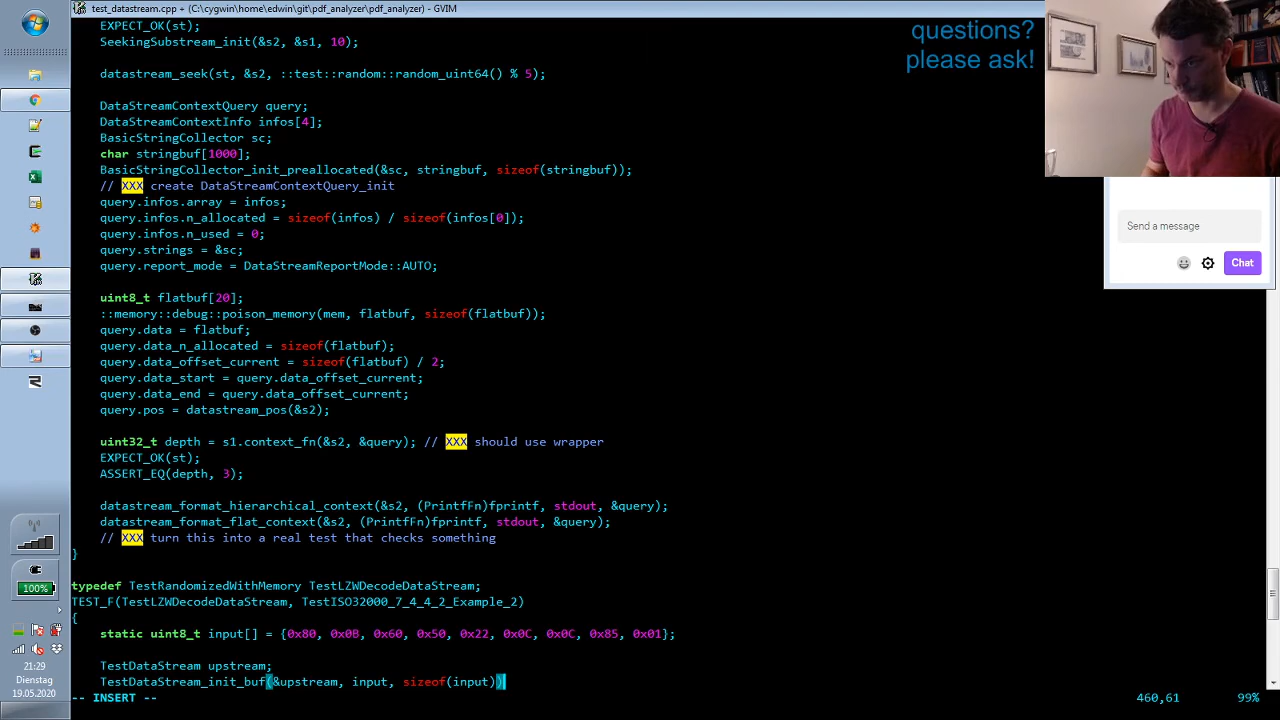 test_datastream.cpp + (C:\cygwin\home\edwin\git\pdf_analyzer\pdf_analyzer) - GVIM
EXPECT_OK(st);
SeekingSubstream_init(&s2, &s1, 10);
datastream_seek(st, &s2, ::test::random::random_uint64() % 5);
DataStreamContextQuery query;
DataStreamContextInfo infos[4];
BasicStringCollector sc;
char stringbuf[1000];
BasicStringCollector_init_preallocated(&sc, stringbuf, sizeof(stringbuf));
// XXX create DataStreamContextQuery_init
query.infos.array = infos;
query.infos.n_allocated = sizeof(infos) / sizeof(infos[0]);
query.infos.n_used = 0;
query.strings = &sc;
query.report_mode = DataStreamReportMode::AUTO;
uint8_t flatbuf[20];
::memory::debug::poison_memory(mem, flatbuf, sizeof(flatbuf));
query.data = flatbuf;
query.data_n_allocated = sizeof(flatbuf);
query.data_offset_current = sizeof(flatbuf) / 2;
query.data_start = query.data_offset_current;
query.data_end = query.data_offset_current;
query.pos = datastream_pos(&s2);
uint32_t depth = s1.context_fn(&s2, &query); // XXX should use wrapper
EXPECT_OK(st);
ASSERT_EQ(depth, 3);
datastream_format_hierarchical_context(&s2, (PrintfFn)fprintf, stdout, &query);
datastream_format_flat_context(&s2, (PrintfFn)fprintf, stdout, &query);
// XXX turn this into a real test that checks something
}
typedef TestRandomizedWithMemory TestLZWDecodeDataStream;
TEST_F(TestLZWDecodeDataStream, TestISO32000_7_4_4_2_Example_2)
{
static uint8_t input[] = {0x80, 0x0B, 0x60, 0x50, 0x22, 0x0C, 0x0C, 0x85, 0x01};
TestDataStream upstream;
TestDataStream_init_buf(&upstream, input, sizeof(input))
-- INSERT --
460,61
99%
questions?
please ask!
Send a message
Chat
100%
21:29
Dienstag
19.05.2020